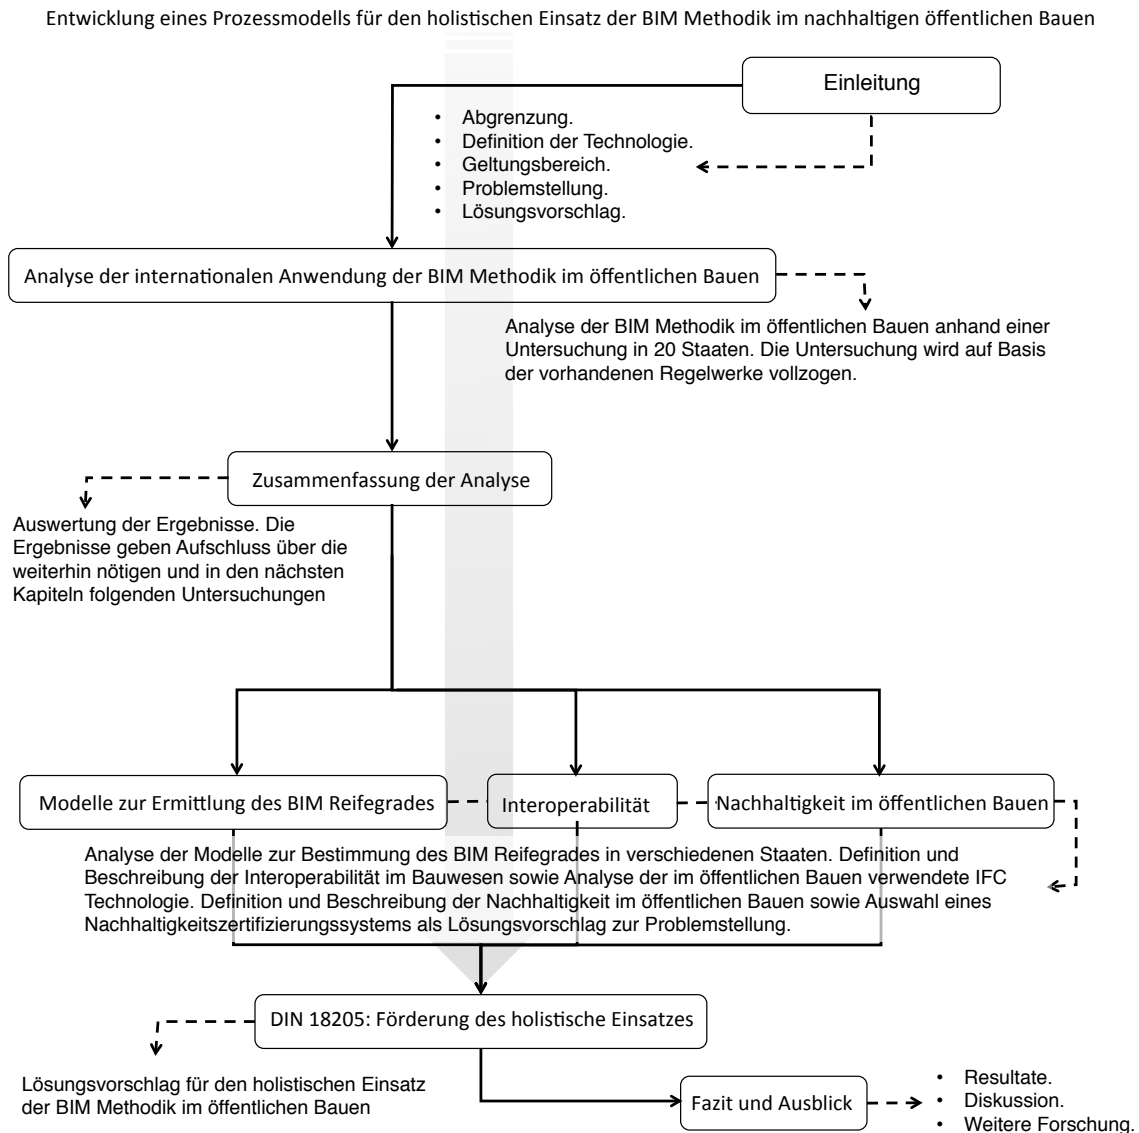 Entwicklung eines Prozessmodells für den holistischen Einsatz der BIM Methodik im nachhaltigen öffentlichen Bauen
Einleitung
• Abgrenzung.
• Definition der Technologie.
• Geltungsbereich.
• Problemstellung.
• Lösungsvorschlag.
Analyse der internationalen Anwendung der BIM Methodik im öffentlichen Bauen
Analyse der BIM Methodik im öffentlichen Bauen anhand einer
Untersuchung in 20 Staaten. Die Untersuchung wird auf Basis
der vorhandenen Regelwerke vollzogen.
Zusammenfassung der Analyse
Auswertung der Ergebnisse. Die
Ergebnisse geben Aufschluss über die
weiterhin nötigen und in den nächsten
Kapiteln folgenden Untersuchungen
Modelle zur Ermittlung des BIM Reifegrades
Interoperabilität
Nachhaltigkeit im öffentlichen Bauen
Analyse der Modelle zur Bestimmung des BIM Reifegrades in verschiedenen Staaten. Definition und
Beschreibung der Interoperabilität im Bauwesen sowie Analyse der im öffentlichen Bauen verwendete IFC
Technologie. Definition und Beschreibung der Nachhaltigkeit im öffentlichen Bauen sowie Auswahl eines
Nachhaltigkeitszertifizierungssystems als Lösungsvorschlag zur Problemstellung.
DIN 18205: Förderung des holistische Einsatzes
Lösungsvorschlag für den holistischen Einsatz
der BIM Methodik im öffentlichen Bauen
Fazit und Ausblick
• Resultate.
• Diskussion.
• Weitere Forschung.